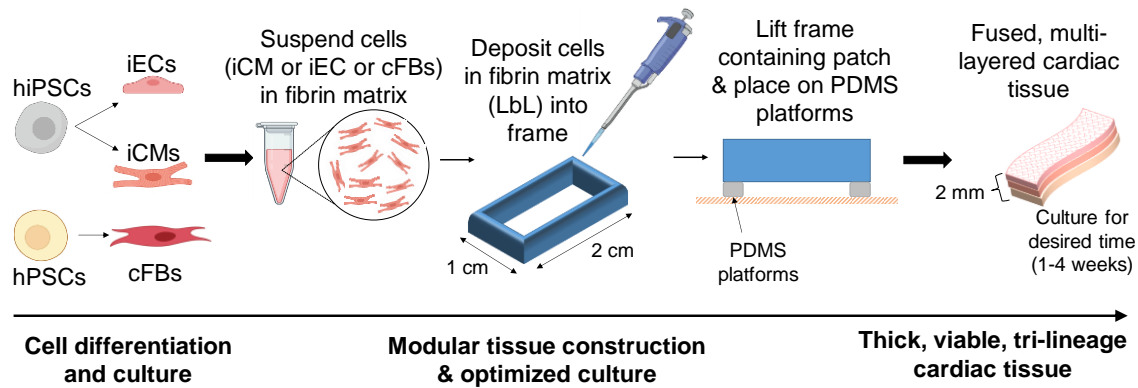 hiPSCs
iECs
iCMs
hPSCs
cFBs
Suspend cells
(iCM or iEC or cFBs)
in fibrin matrix
Deposit cells
in fibrin matrix
(LbL) into
frame
1 cm
2 cm
Lift frame
containing patch
& place on PDMS
platforms
PDMS
platforms
Fused, multi-
layered cardiac
tissue
2 mm
Culture for
desired time
(1-4 weeks)
Cell differentiation
and culture
Modular tissue construction
& optimized culture
Thick, viable, tri-lineage
cardiac tissue